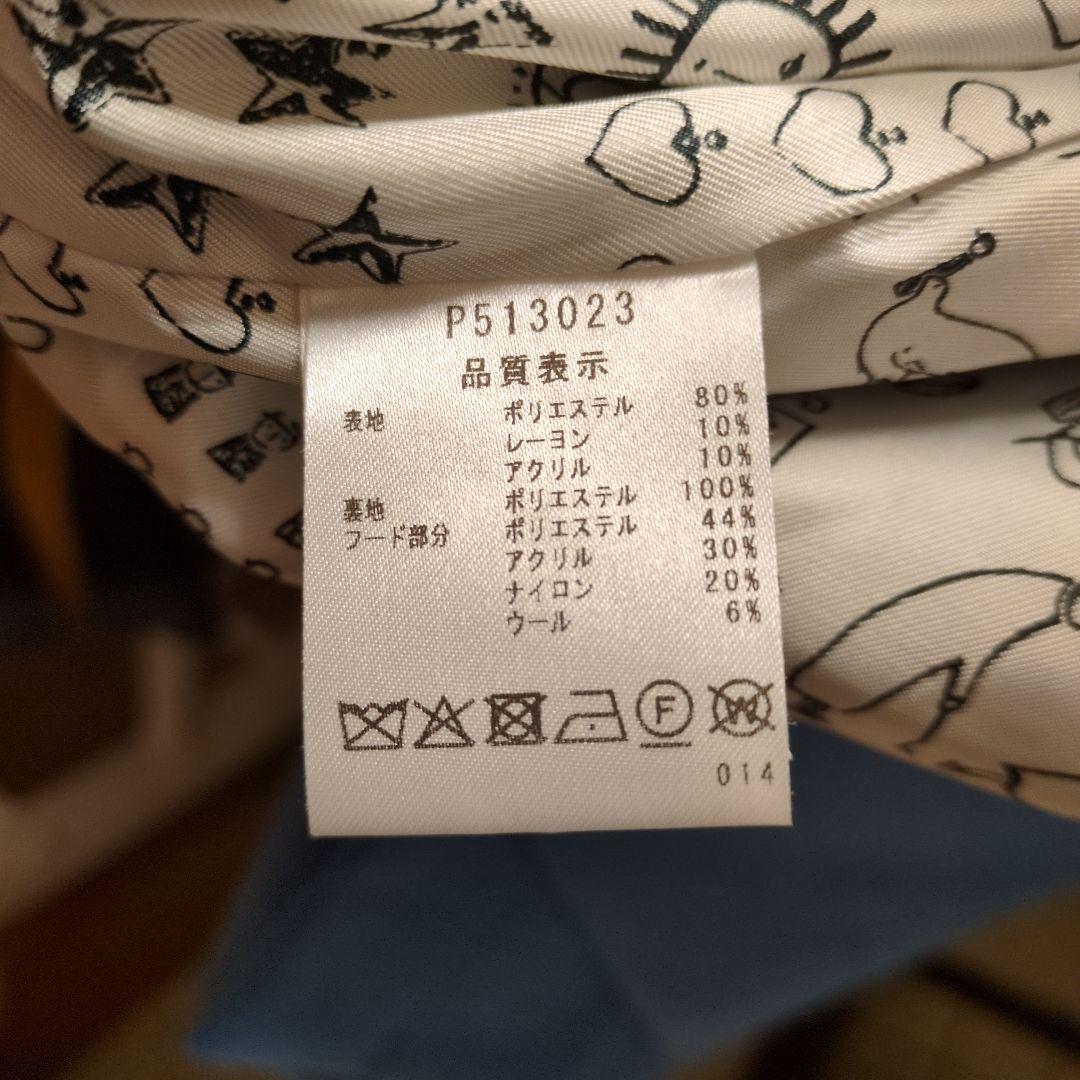 P513023
品質表示
表地 ポリエステル 80%
レーヨン 10%
アクリル 10%
裏地 ポリエステル 100%
フード部分 ポリエステル 44%
アクリル 30%
ナイロン 20%
ウール 6%
F W
014